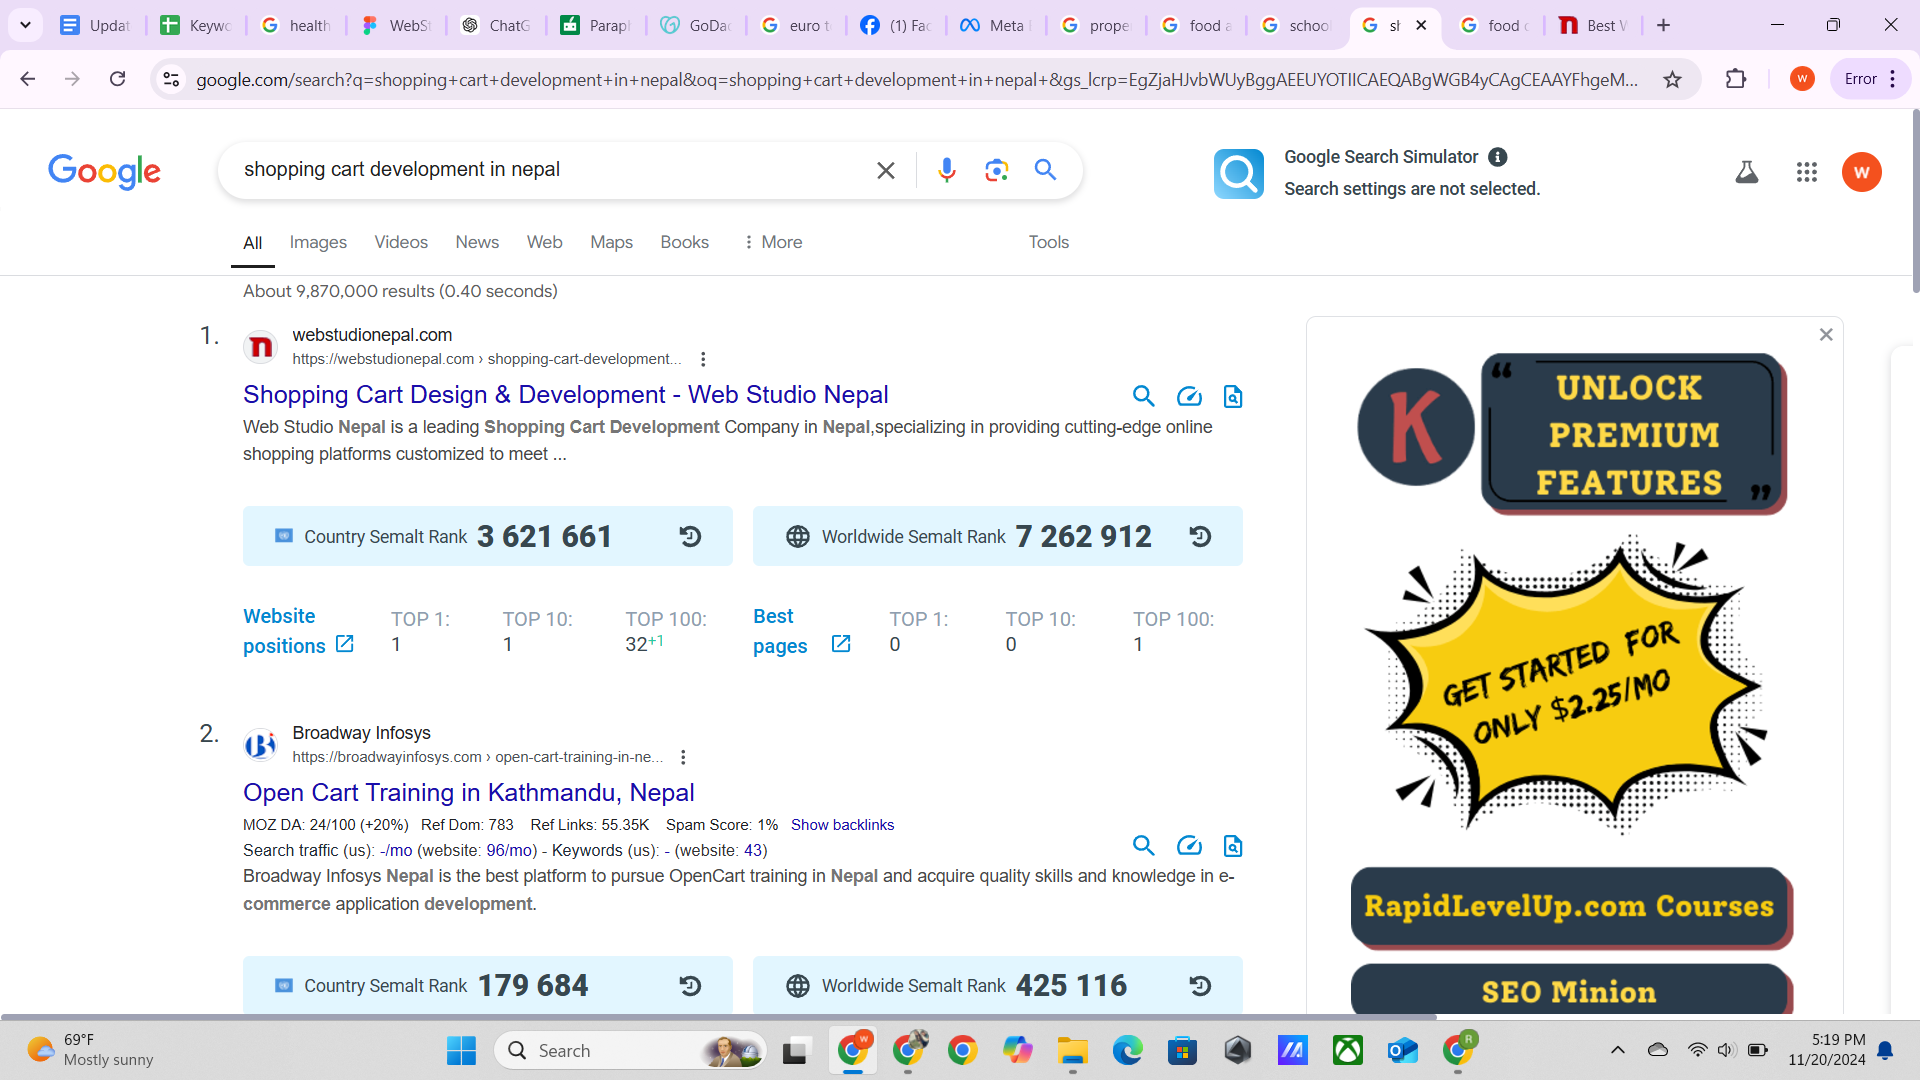 Updat
Keywo
health
WebSt
ChatG
Paraph
GoDac
euro t
(1) Fac
Meta
prope
food a
schoo
sh
food c
Best W
google.com/search?q=shopping+cart+development+in+nepal&oq=shopping+cart+development+in+nepal+&gs_lcrp=EgZjaHJvbWUyBggAEEUYOTIICAEQABgWGB4yCAgCEAAYFhgeM...
W
Error
Google
shopping cart development in nepal
Google Search Simulator
Search settings are not selected.
W
All Images Videos News Web Maps Books More Tools
About 9,870,000 results (0.40 seconds)
1.
webstudionepal.com
https://webstudionepal.com › shopping-cart-development...
Shopping Cart Design & Development - Web Studio Nepal
Web Studio Nepal is a leading Shopping Cart Development Company in Nepal,specializing in providing cutting-edge online
shopping platforms customized to meet ...
Country Semalt Rank 3 621 661
Worldwide Semalt Rank 7 262 912
Website positions
TOP 1: 1
TOP 10: 1
TOP 100: 32+1
Best pages
TOP 1: 0
TOP 10: 0
TOP 100: 1
2.
Broadway Infosys
https://broadwayinfosys.com › open-cart-training-in-ne...
Open Cart Training in Kathmandu, Nepal
MOZ DA: 24/100 (+20%) Ref Dom: 783 Ref Links: 55.35K Spam Score: 1% Show backlinks
Search traffic (us): -/mo (website: 96/mo) - Keywords (us): - (website: 43)
Broadway Infosys Nepal is the best platform to pursue OpenCart training in Nepal and acquire quality skills and knowledge in e-
commerce application development.
Country Semalt Rank 179 684
Worldwide Semalt Rank 425 116
K
“ UNLOCK
PREMIUM
FEATURES ”
GET STARTED FOR
ONLY $2.25/MO
RapidLevelUp.com Courses
SEO Minion
69°F
Mostly sunny
Search
W
R
5:19 PM
11/20/2024